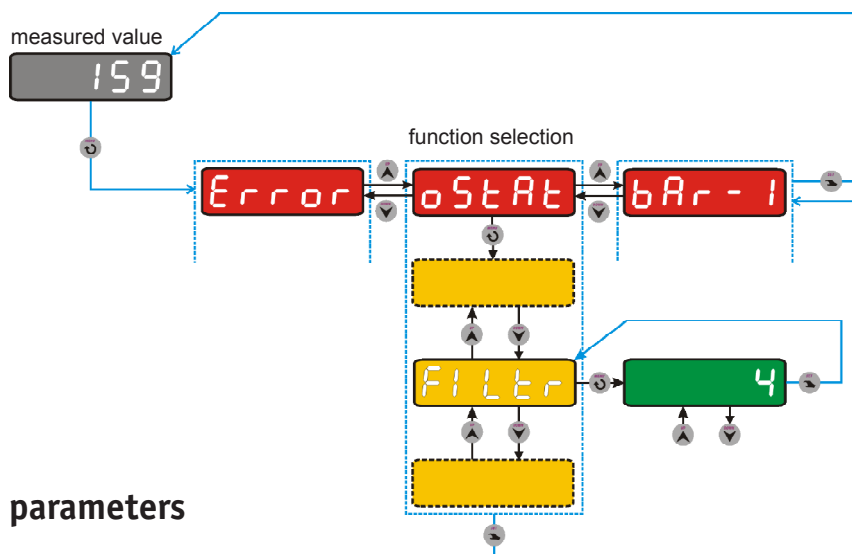 measured value
159
function selection
Error
oStAt
bAr-1
FILtr
4
parameters